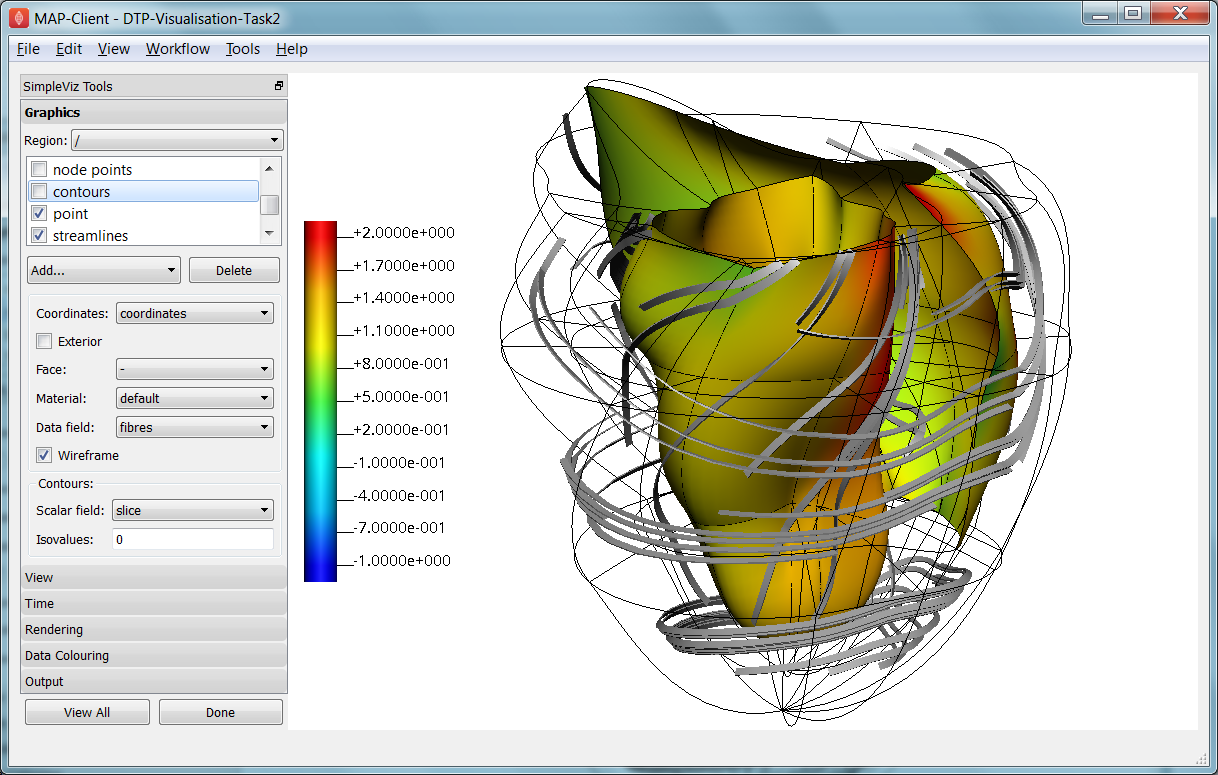 MAP-Client - DTP-Visualisation-Task2
File Edit View Workflow Tools Help
SimpleViz Tools
Graphics
Region: /
node points
contours
point
streamlines
Add... Delete
Coordinates: coordinates
Exterior
Face: -
Material: default
Data field: fibres
Wireframe
Contours:
Scalar field: slice
Isovalues: 0
View
Time
Rendering
Data Colouring
Output
View All Done
+2.0000e+000
+1.7000e+000
+1.4000e+000
+1.1000e+000
+8.0000e-001
+5.0000e-001
+2.0000e-001
-1.0000e-001
-4.0000e-001
-7.0000e-001
-1.0000e+000